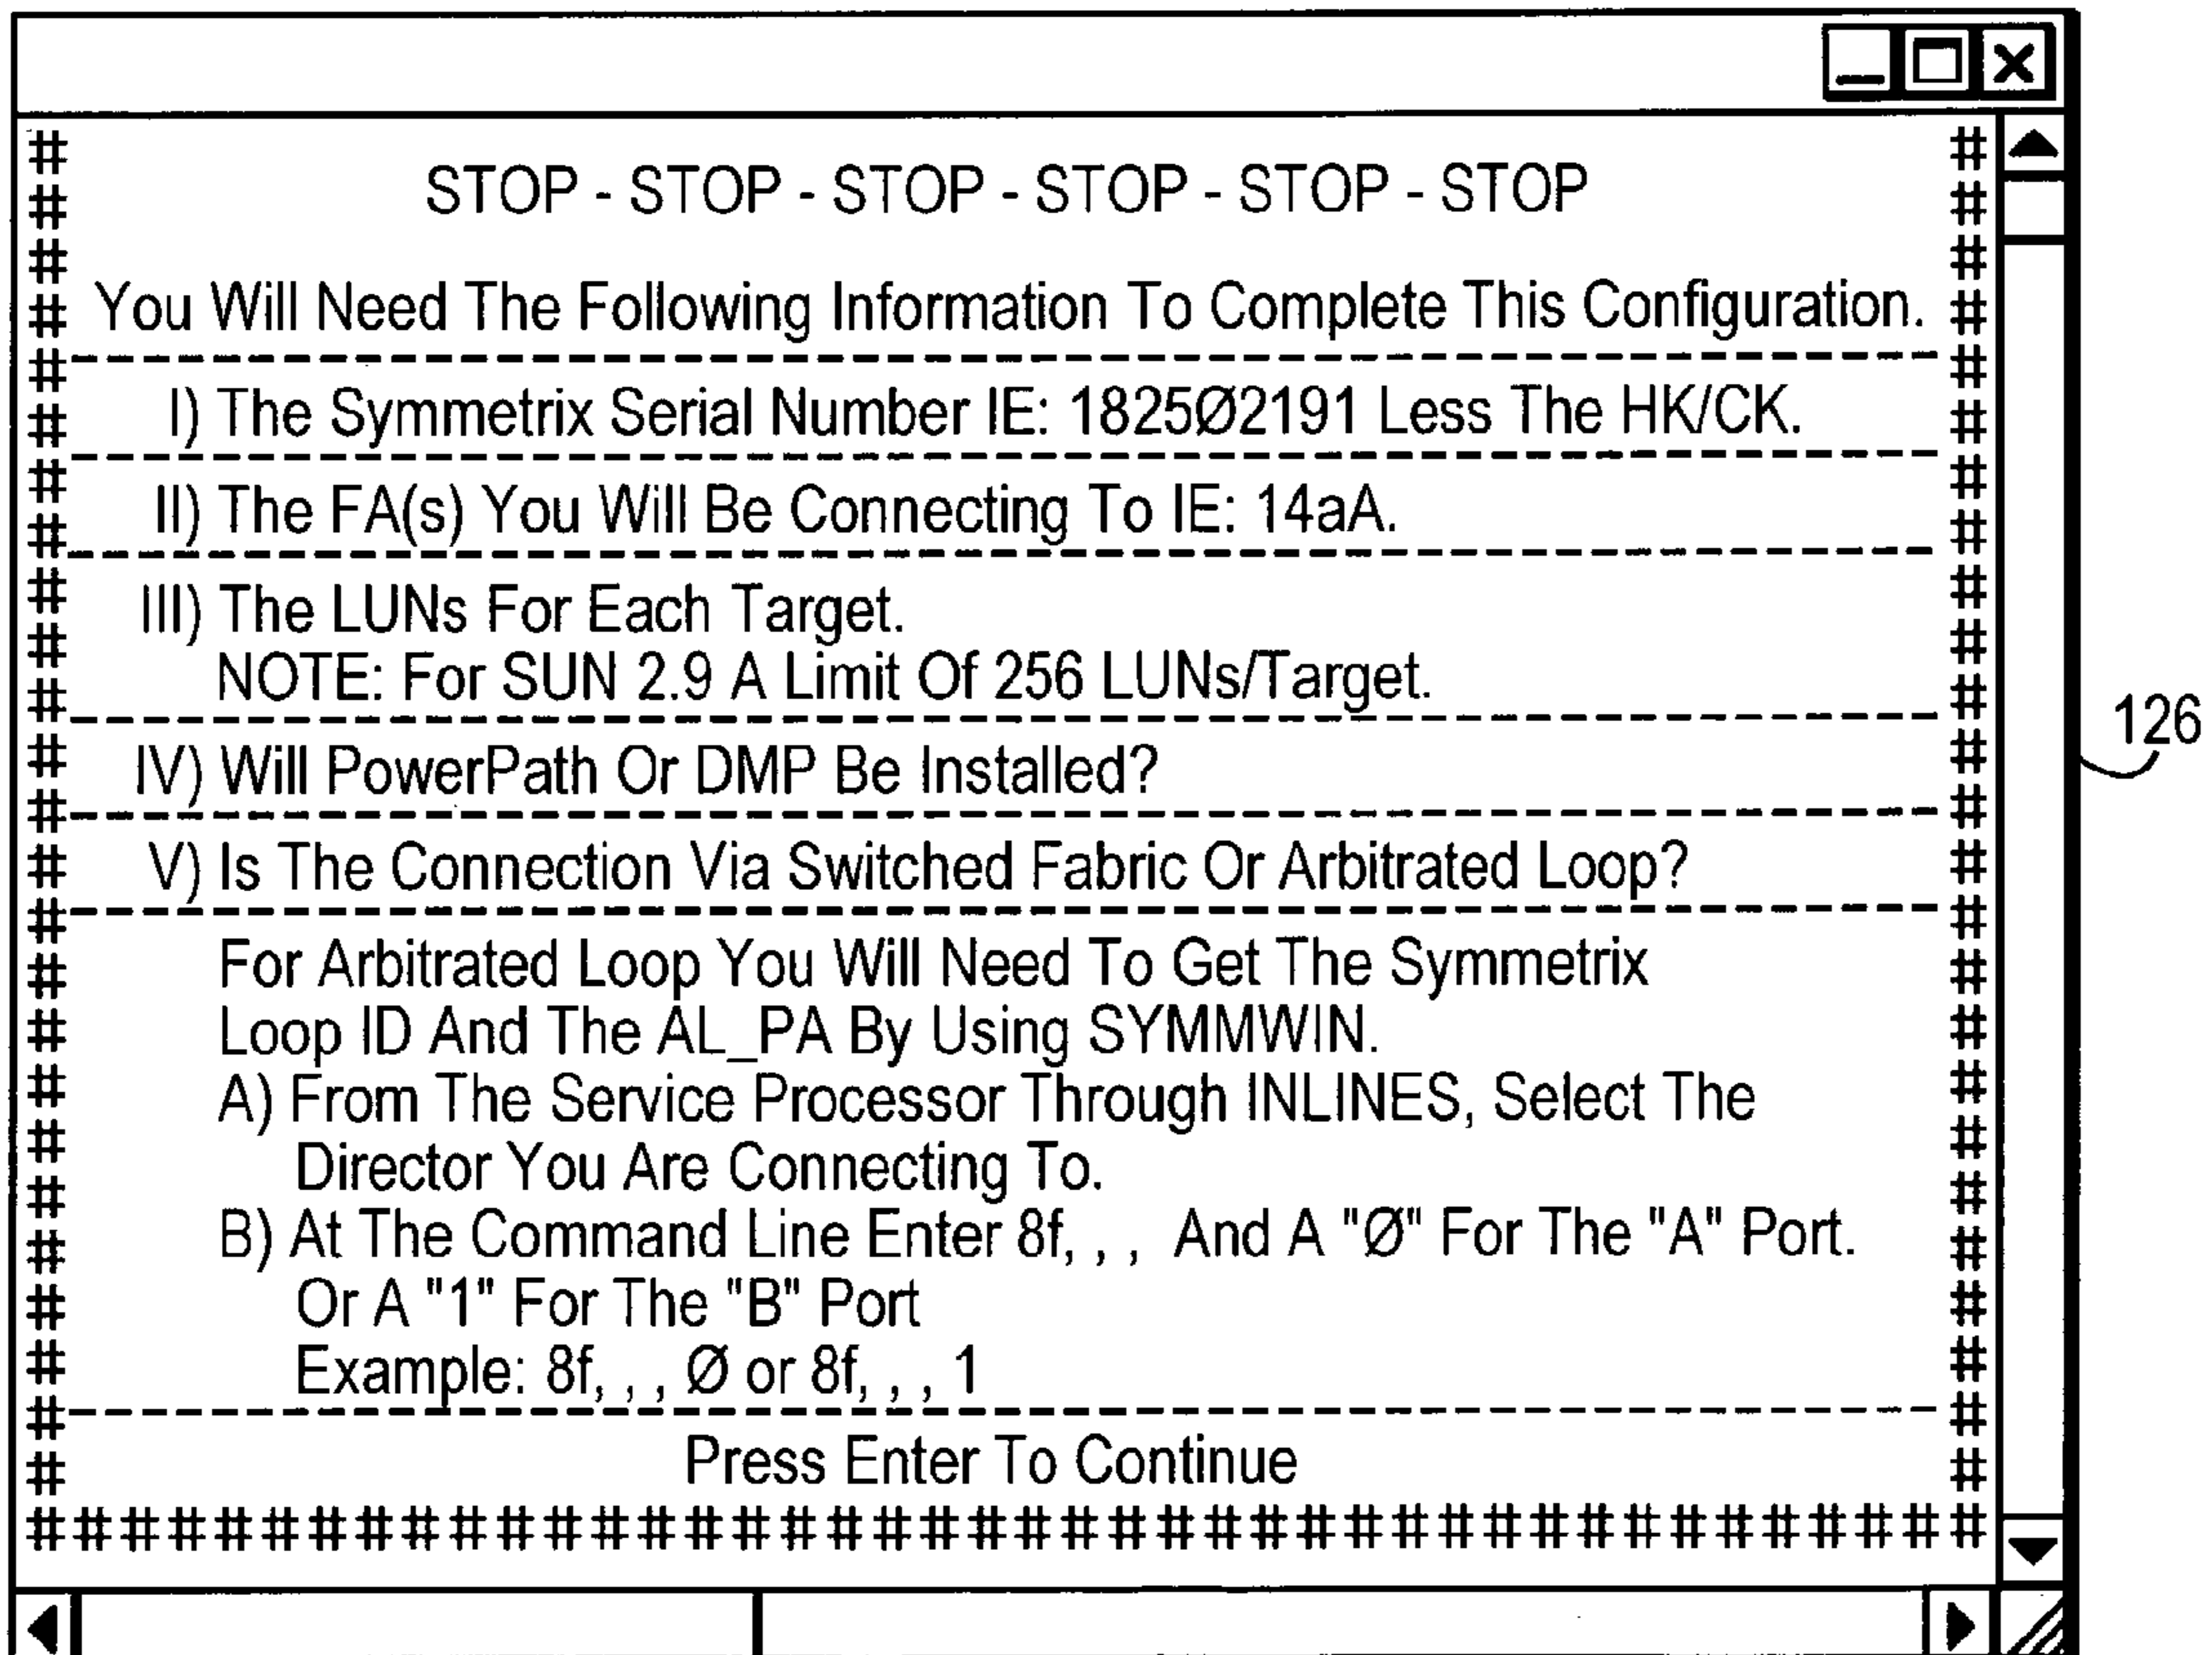 # STOP - STOP - STOP - STOP - STOP - STOP #
# You Will Need The Following Information To Complete This Configuration. #
#--------------------------------------------------#
# I) The Symmetrix Serial Number IE: 1825Ø2191 Less The HK/CK. #
#--------------------------------------------------#
# II) The FA(s) You Will Be Connecting To IE: 14aA. #
#--------------------------------------------------#
# III) The LUNs For Each Target. #
# NOTE: For SUN 2.9 A Limit Of 256 LUNs/Target. #
#--------------------------------------------------#
# IV) Will PowerPath Or DMP Be Installed? #
#--------------------------------------------------#
# V) Is The Connection Via Switched Fabric Or Arbitrated Loop? #
#--------------------------------------------------#
# For Arbitrated Loop You Will Need To Get The Symmetrix #
# Loop ID And The AL_PA By Using SYMMWIN. #
# A) From The Service Processor Through INLINES, Select The #
# Director You Are Connecting To. #
# B) At The Command Line Enter 8f, , , And A "Ø" For The "A" Port. #
# Or A "1" For The "B" Port #
# Example: 8f, , , Ø or 8f, , , 1 #
#--------------------------------------------------#
# Press Enter To Continue #
##########################################
126